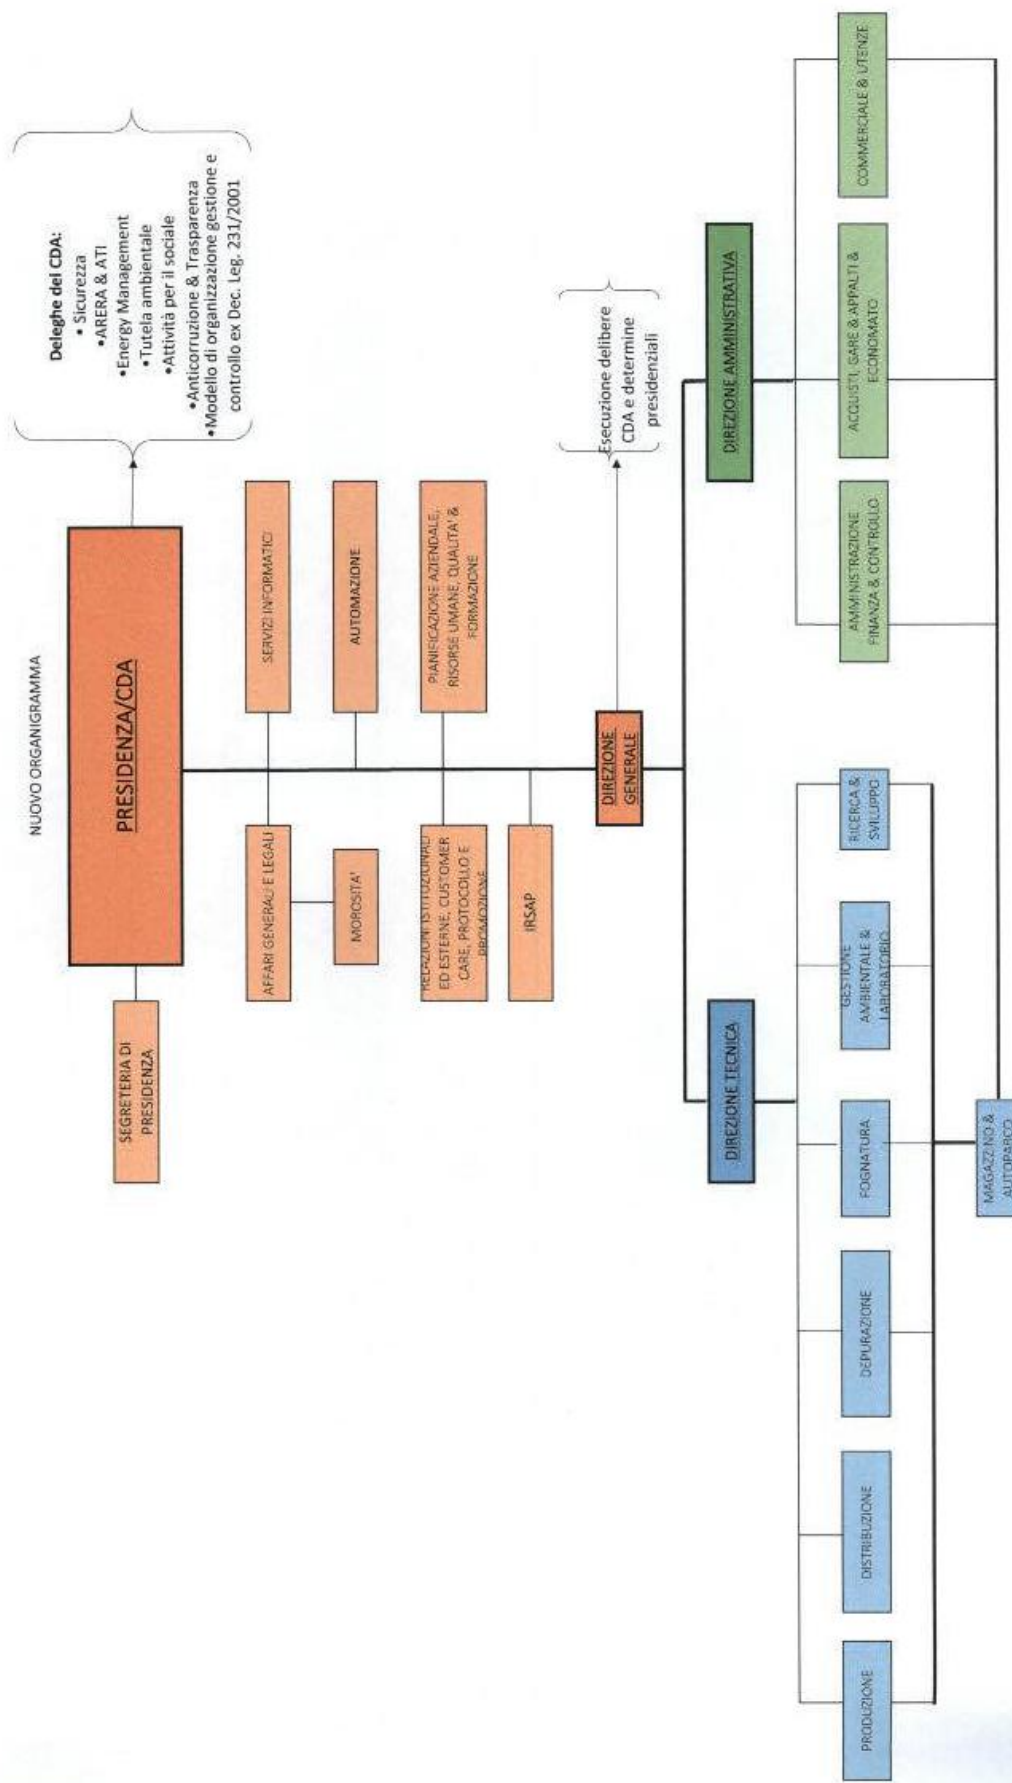 NUOVO ORGANIGRAMMA
SEGRETERIA DI
PRESIDENZA
PRESIDENZA/CDA
Deleghe del CDA:
• Sicurezza
•ARERA & ATI
•Energy Management
•Tutela ambientale
•Attività per il sociale
•Anticorruzione & Trasparenza
•Modello di organizzazione gestione e
controllo ex Dec. Leg. 231/2001
AFFARI GENERALI E LEGALI
SERVIZI INFORMATICI
MOROSITA'
AUTOMAZIONE
RELAZIONI ISTITUZIONALI
ED ESTERNE, CUSTOMER
CARE, PROTOCOLLO E
PROMOZIONE
PIANIFICAZIONE AZIENDALE,
RISORSE UMANE, QUALITA' &
FORMAZIONE
IRSAP
DIREZIONE
GENERALE
Esecuzione delibere
CDA e determine
presidenziali
DIREZIONE TECNICA
DIREZIONE AMMINISTRATIVA
PRODUZIONE
DISTRIBUZIONE
DEPURAZIONE
FOGNATURA
GESTIONE
AMBIENTALE &
LABORATORIO
RICERCA &
SVILUPPO
AMMINISTRAZIONE
FINANZA & CONTROLLO
ACQUISTI, GARE & APPALTI &
ECONOMATO
COMMERCIALE & UTENZE
MAGAZZINO &
AUTOPARCO